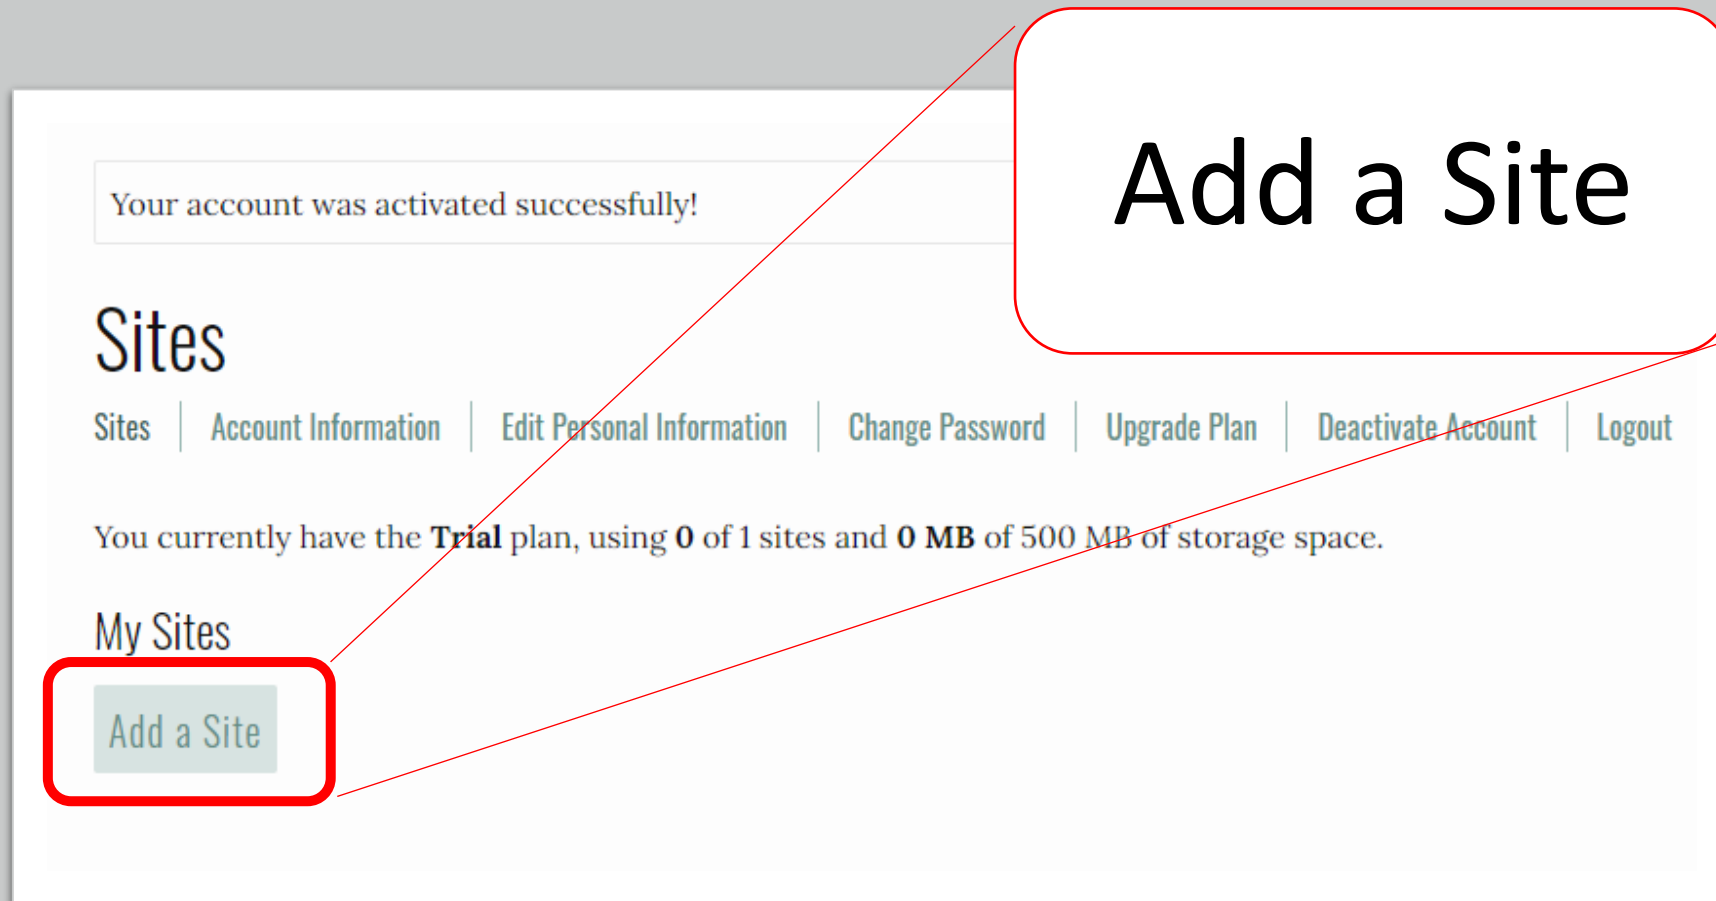 Add a Site
Your account was activated successfully!
Sites
Sites | Account Information | Edit Personal Information | Change Password | Upgrade Plan | Deactivate Account | Logout
You currently have the Trial plan, using 0 of 1 sites and 0 MB of 500 MB of storage space.
My Sites
Add a Site